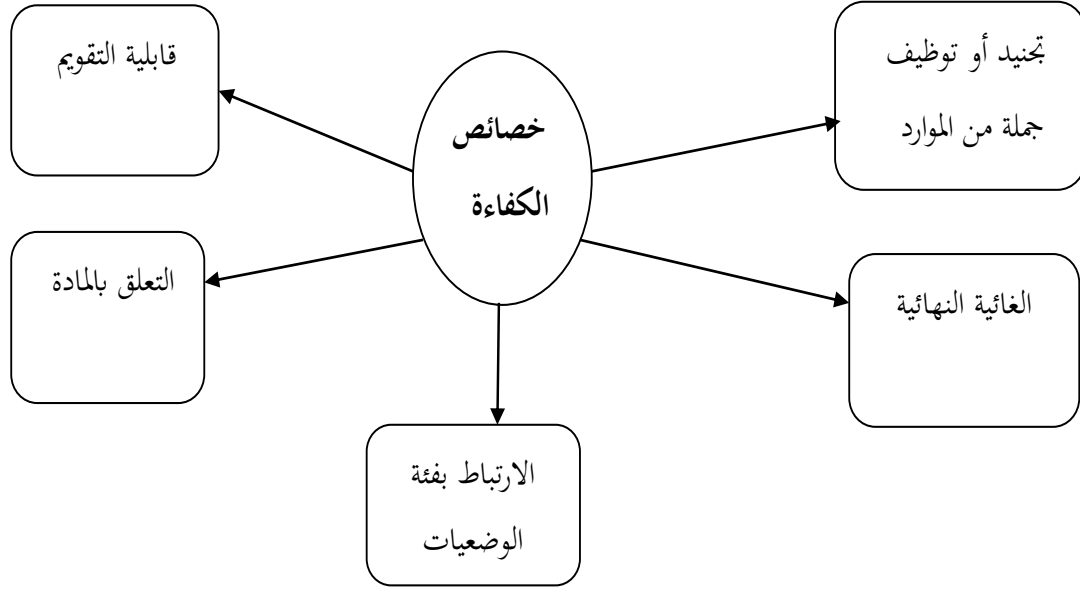 خصائص
الكفاءة
تجنيد أو توظيف
جملة من الموارد
الغائية النهائية
الارتباط بفئة
الوضعيات
التعلق بالمادة
قابلية التقويم